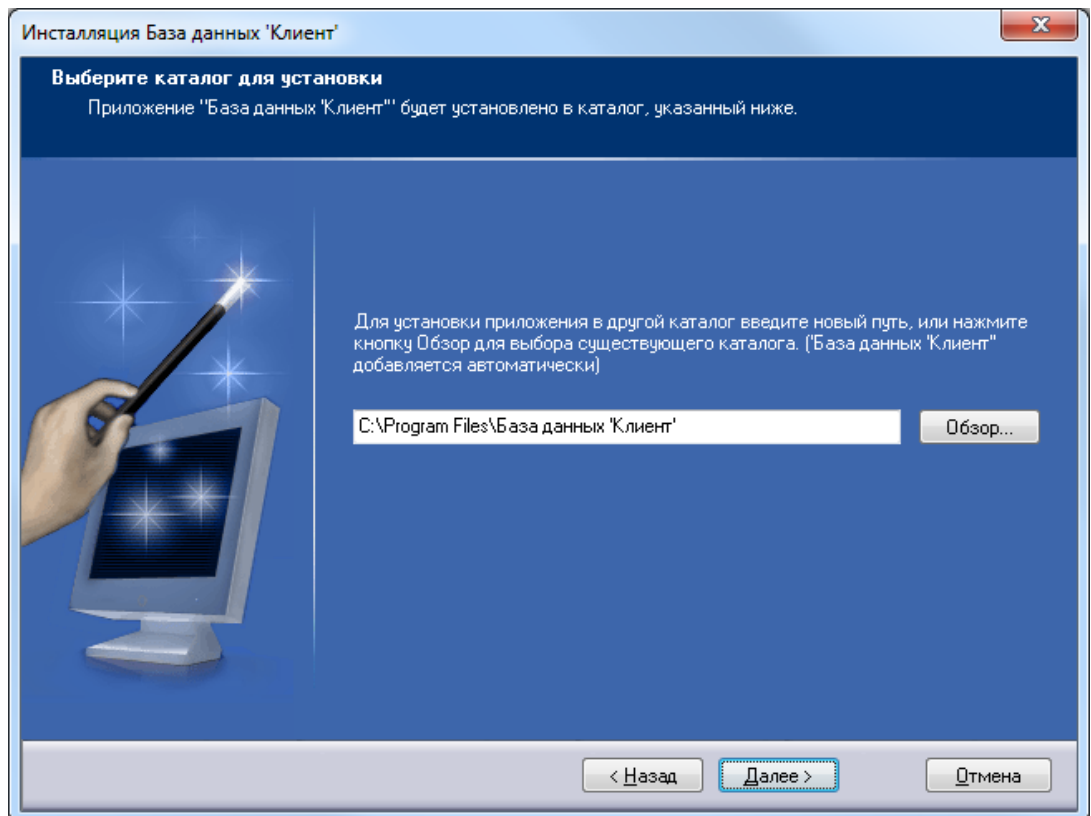 Инсталляция База данных 'Клиент'
Выберите каталог для установки
Приложение "База данных 'Клиент'" будет установлено в каталог, указанный ниже.
Для установки приложения в другой каталог введите новый путь, или нажмите
кнопку Обзор для выбора существующего каталога. ('База данных 'Клиент''
добавляется автоматически)
C:\Program Files\База данных 'Клиент'
Обзор...
< Назад
Далее >
Отмена